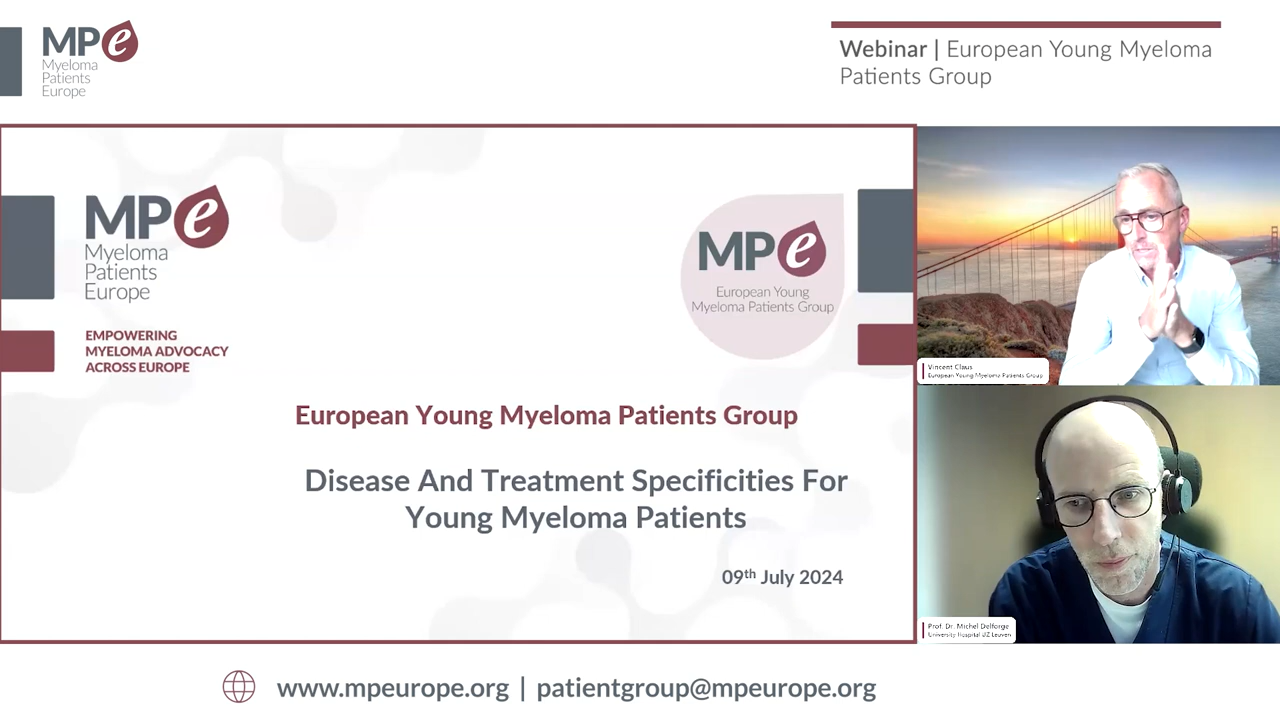 MPe
Myeloma
Patients
Europe
Webinar | European Young Myeloma
Patients Group
MPe
Myeloma
Patients
Europe
EMPOWERING
MYELOMA ADVOCACY
ACROSS EUROPE
MPe
European Young
Myeloma Patients Group
European Young Myeloma Patients Group
Disease And Treatment Specificities For
Young Myeloma Patients
09th July 2024
Vincent Claus
European Young Myeloma Patients Group
Prof. Dr. Michel Delforge
University Hospital UZ Leuven
www.mpeurope.org | patientgroup@mpeurope.org